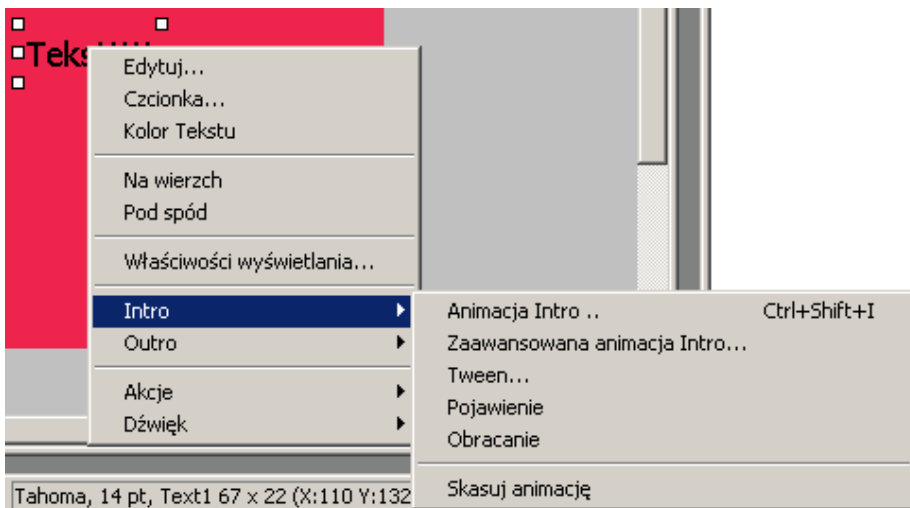 Edytuj...
Czcionka...
Kolor Tekstu
Na wierzch
Pod spód
Właściwości wyświetlania...
Intro
Outro
Akcje
Dźwięk
Animacja Intro .. Ctrl+Shift+I
Zaawansowana animacja Intro...
Tween...
Pojawienie
Obracanie
Skasuj animację
Tahoma, 14 pt, Text1 67 x 22 (X:110 Y:132